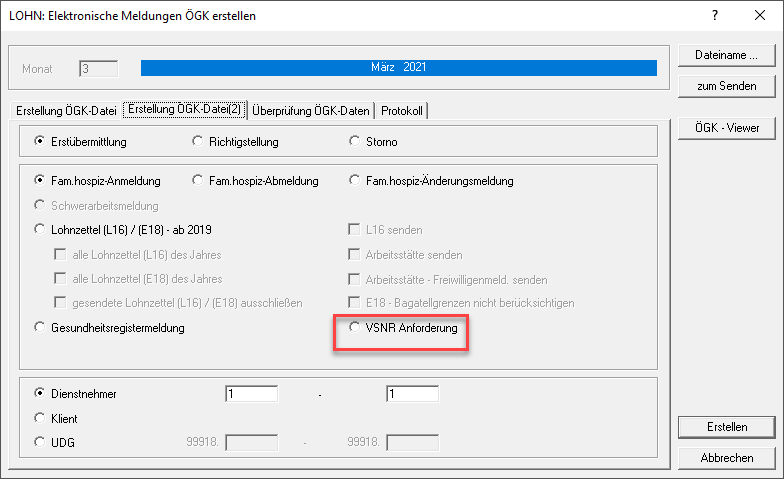 LOHN: Elektronische Meldungen ÖGK erstellen
Monat 3 März 2021
Dateiname ...
zum Senden
ÖGK - Viewer
Erstellung ÖGK-Datei Erstellung ÖGK-Datei(2) Überprüfung ÖGK-Daten Protokoll
Erstübermittlung Richtigstellung Storno
Fam.hospiz-Anmeldung Fam.hospiz-Abmeldung Fam.hospiz-Änderungsmeldung
Schwerarbeitsmeldung
Lohnzettel (L16) / (E18) - ab 2019 L16 senden
alle Lohnzettel (L16) des Jahres Arbeitsstätte senden
alle Lohnzettel (E18) des Jahres Arbeitsstätte - Freiwilligenmeld. senden
gesendete Lohnzettel (L16) / (E18) ausschließen E18 - Bagatellgrenzen nicht berücksichtigen
Gesundheitsregistermeldung VSNR Anforderung
Dienstnehmer 1 - 1
Klient
UDG 99918. - 99918.
Erstellen
Abbrechen